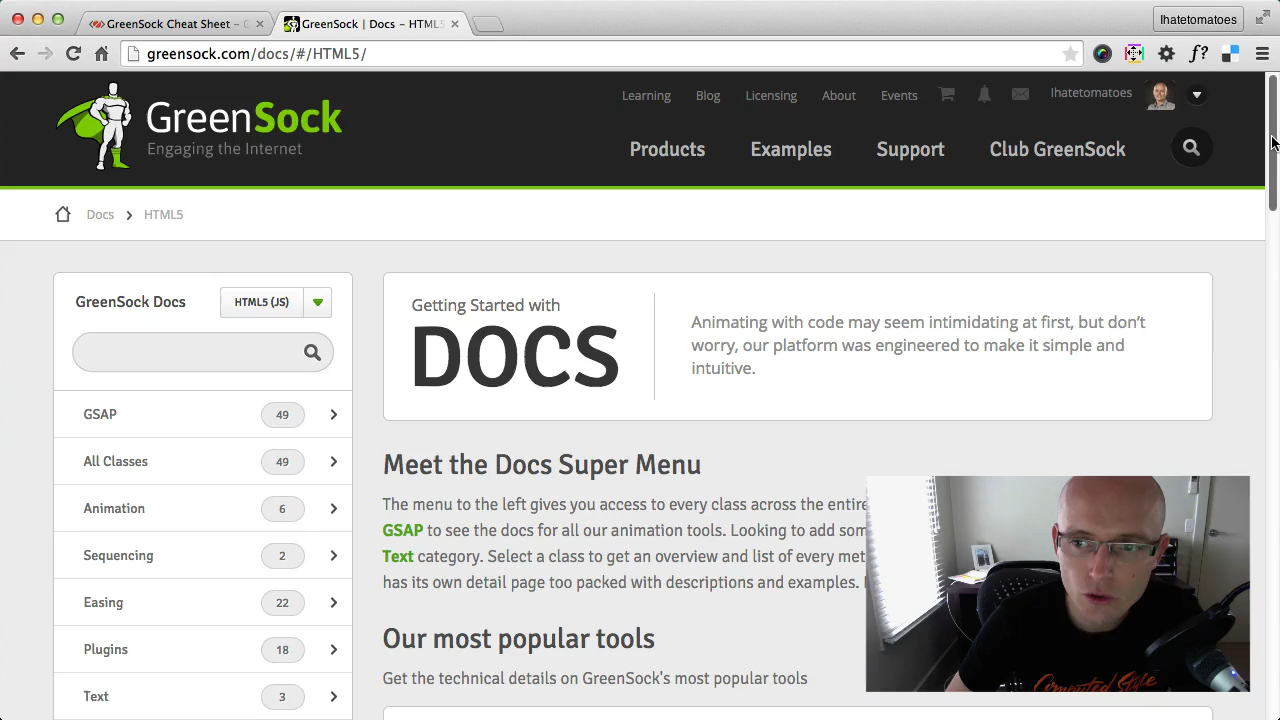 GreenSock Cheat Sheet –
GreenSock | Docs – HTML5
Ihatetomatoes
greensock.com/docs/#/HTML5/
f?
Learning
Blog
Licensing
About
Events
Ihatetomatoes
GreenSock
Engaging the Internet
Products
Examples
Support
Club GreenSock
Docs
HTML5
GreenSock Docs
HTML5 (JS)
GSAP 49
All Classes 49
Animation 6
Sequencing 2
Easing 22
Plugins 18
Text 3
Getting Started with
DOCS
Animating with code may seem intimidating at first, but don’t
worry, our platform was engineered to make it simple and
intuitive.
Meet the Docs Super Menu
The menu to the left gives you access to every class across the entire
GSAP to see the docs for all our animation tools. Looking to add som
Text category. Select a class to get an overview and list of every met
has its own detail page too packed with descriptions and examples.
Our most popular tools
Get the technical details on GreenSock's most popular tools
Computed Style